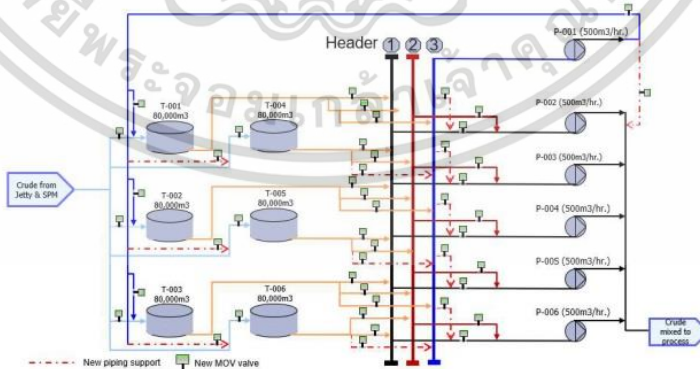 Header 1 2 3
P-001 (500m3/hr.)
T-001
80,000m3
T-004
80,000m3
P-002 (500m3/hr.)
P-003 (500m3/hr.)
Crude from
Jetty & SPM
T-002
80,000m3
T-005
80,000m3
P-004 (500m3/hr.)
P-005 (500m3/hr.)
T-003
80,000m3
T-006
80,000m3
P-006 (500m3/hr.)
Crude
mixed to
process
New piping support
New MOV valve